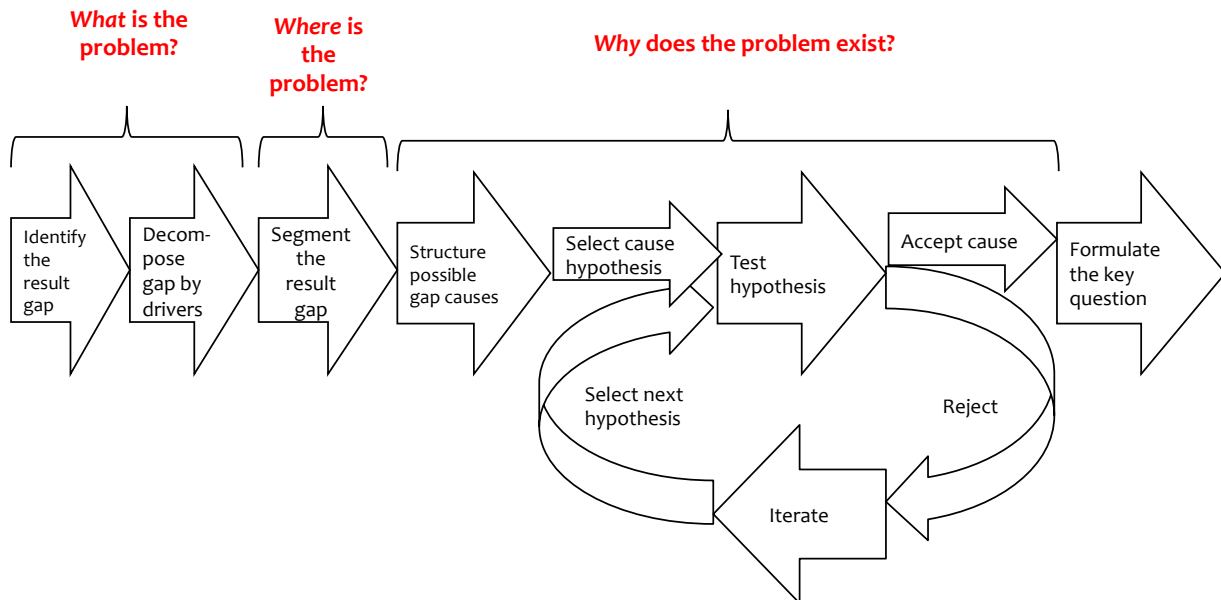 What is the
problem?
Where is
the
problem?
Why does the problem exist?
Identify
the
result
gap
Decom-
pose
gap by
drivers
Segment
the
result
gap
Structure
possible
gap causes
Select cause
hypothesis
Test
hypothesis
Accept cause
Formulate
the key
question
Select next
hypothesis
Reject
Iterate